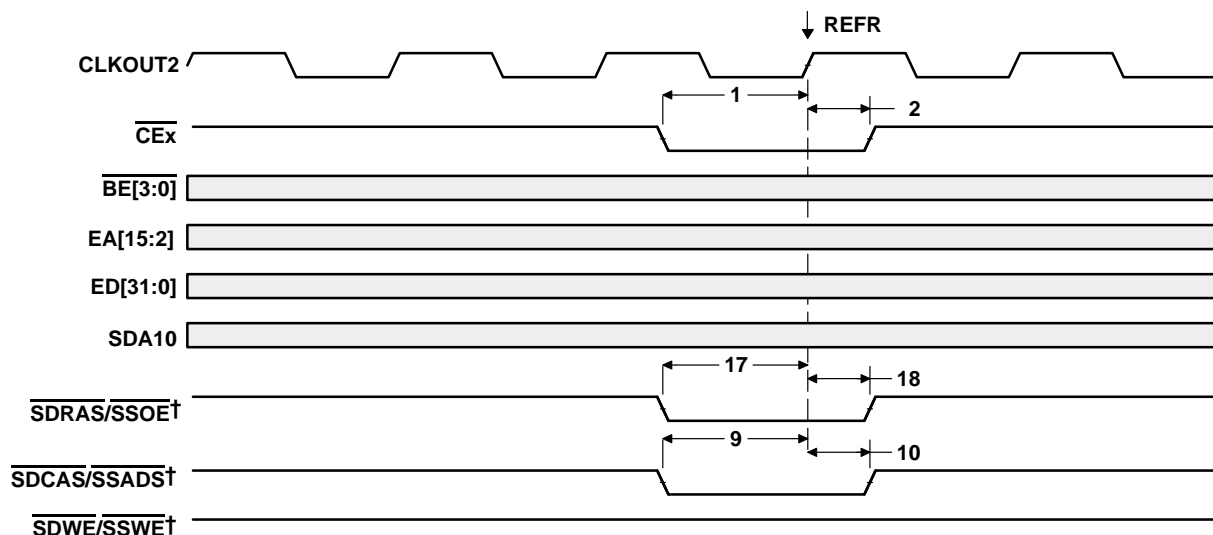 REFR
CLKOUT2
1
2
CEx
BE[3:0]
EA[15:2]
ED[31:0]
SDA10
17
18
SDRAS/SSOE†
9
10
SDCAS/SSADS†
SDWE/SSWE†